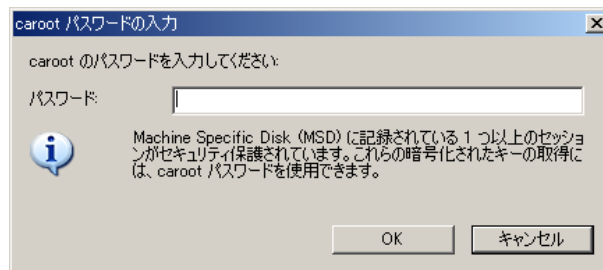 caroot パスワードの入力
caroot のパスワードを入力してください:
パスワード:
Machine Specific Disk (MSD) に記録されている 1 つ以上のセッショ
ンがセキュリティ保護されています。これらの暗号化されたキーの取得に
は、caroot パスワードを使用できます。
OK
キャンセル